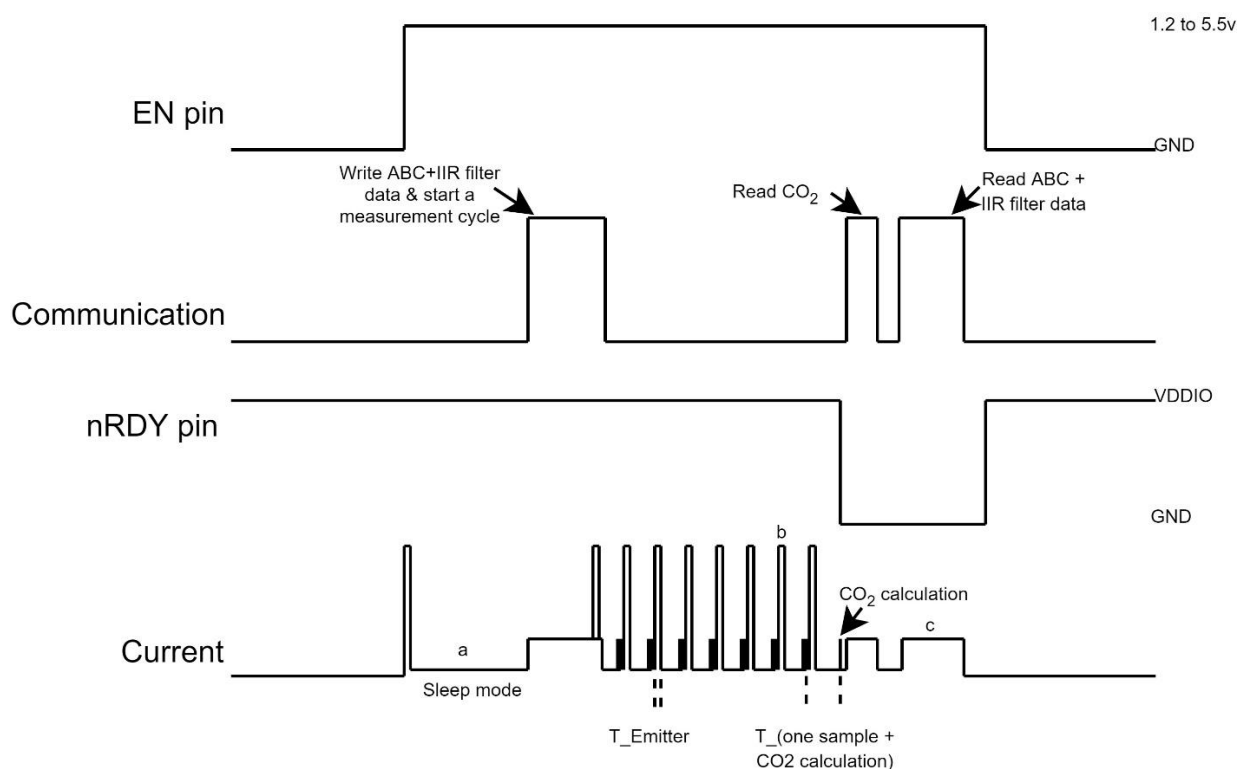 1.2 to 5.5v
EN pin
GND
Write ABC+IIR filter
data & start a
measurement cycle
Read CO2
Read ABC +
IIR filter data
Communication
VDDIO
nRDY pin
GND
b
CO2 calculation
a
c
Current
Sleep mode
T_Emitter
T_(one sample +
CO2 calculation)